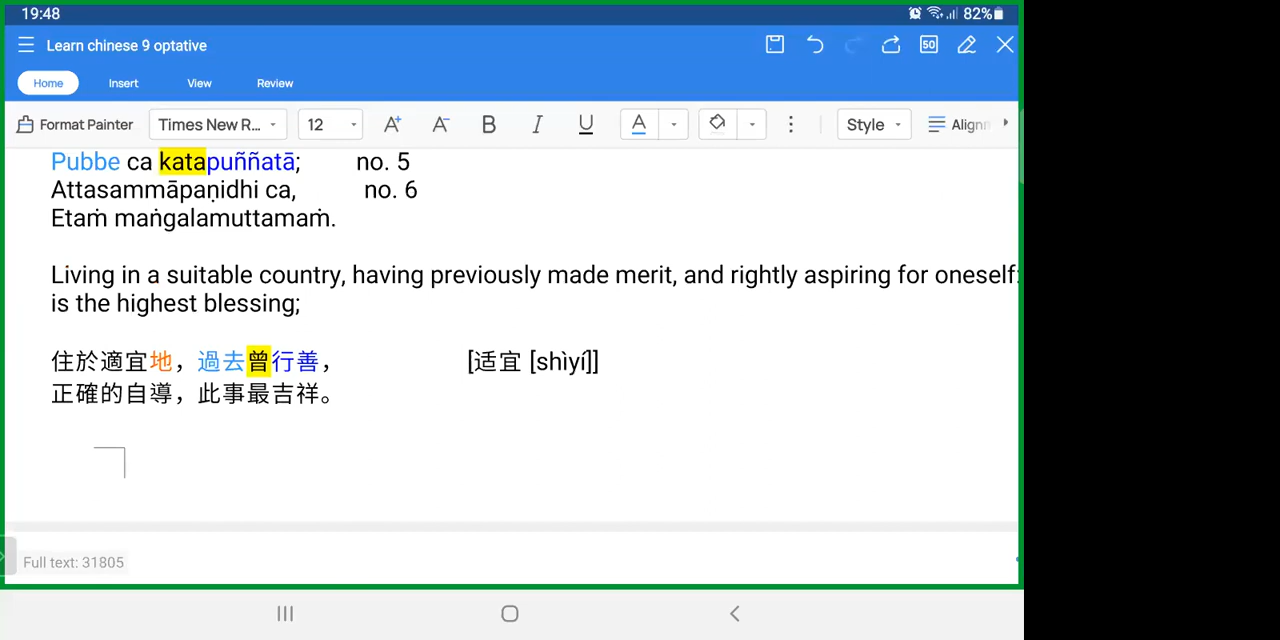 19:48
82%
Learn chinese 9 optative
50
Home Insert View Review
Format Painter Times New R... 12 A+ A- B I U A Style Align
Pubbe ca katapuññatā; no. 5
Attasammāpaṇidhi ca, no. 6
Etaṁ maṅgalamuttamaṁ.
Living in a suitable country, having previously made merit, and rightly aspiring for oneself:
is the highest blessing;
住於適宜地，過去曾行善， [适宜 [shìyí]]
正確的自導，此事最吉祥。
Full text: 31805